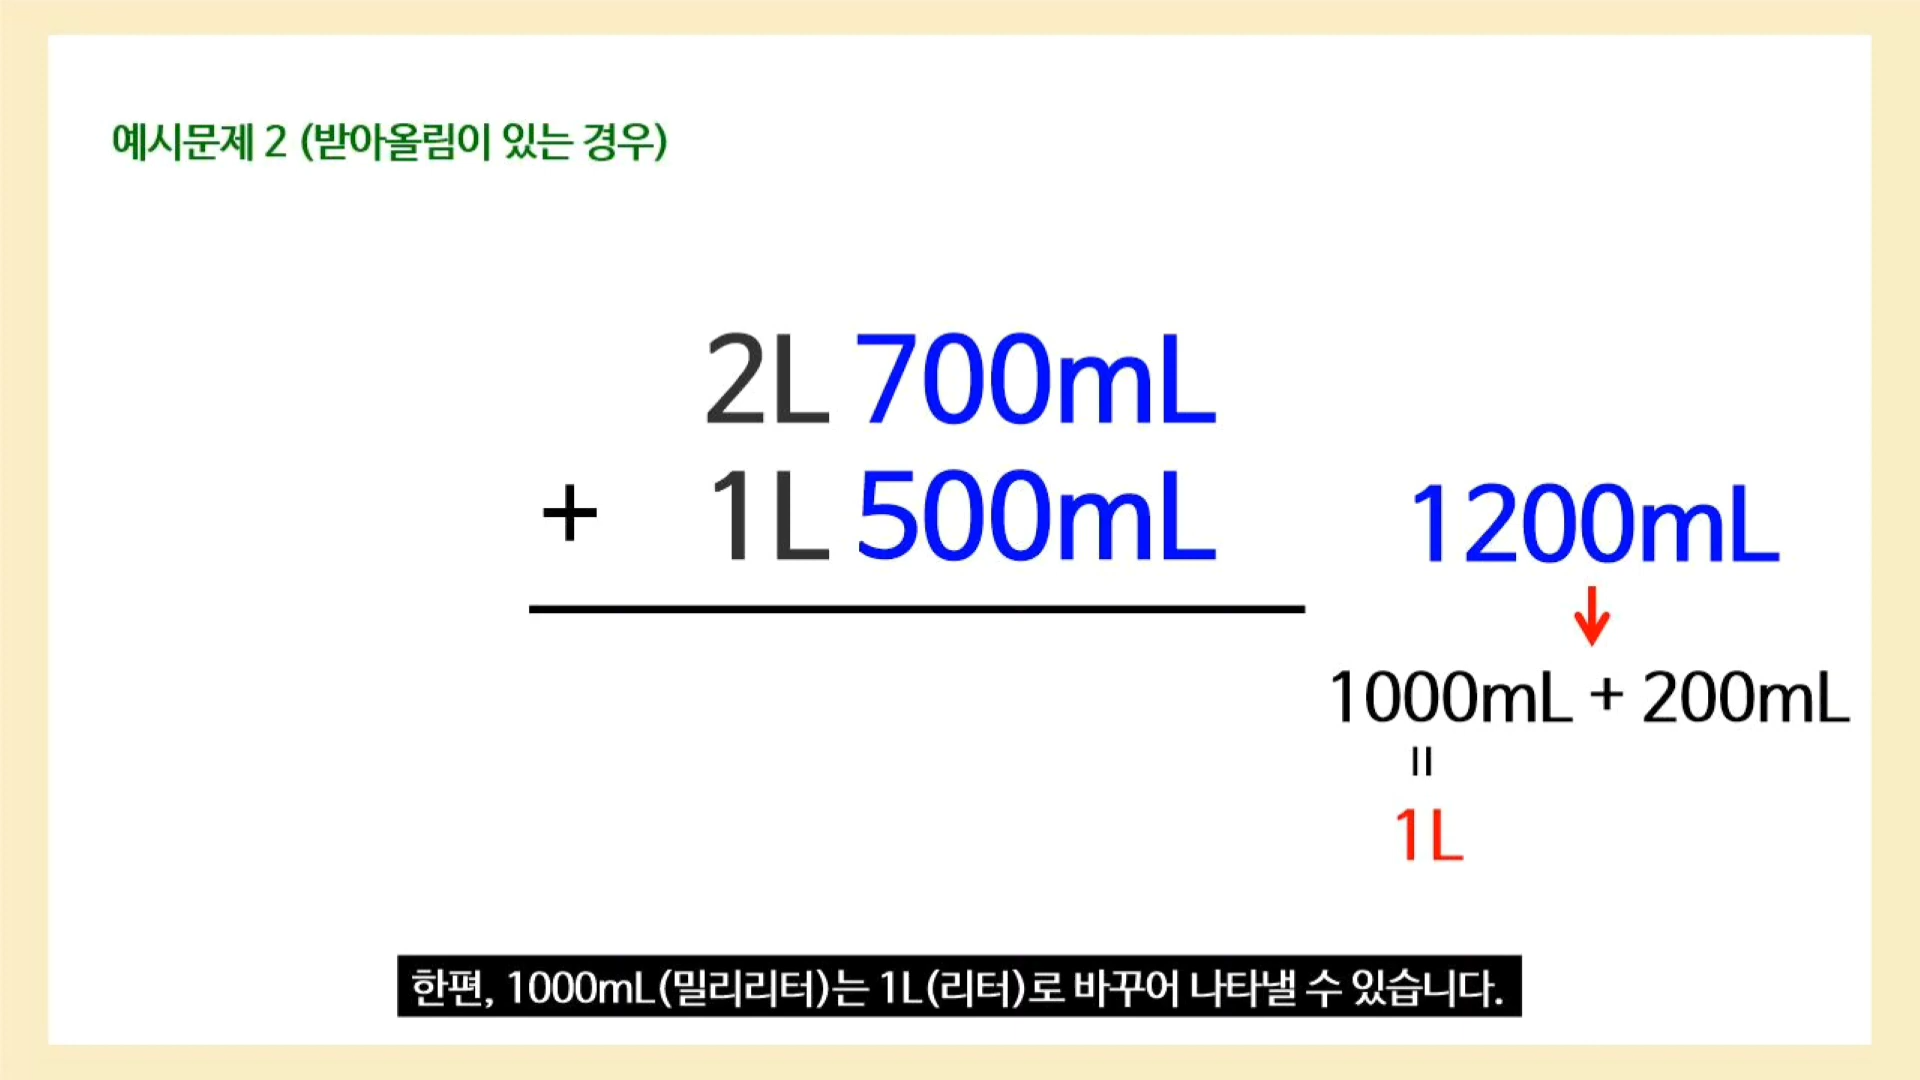 예시문제 2 (받아올림이 있는 경우)
2L 700mL
+ 1L 500mL
1200mL
↓
1000mL + 200mL
=
1L
한편, 1000mL(밀리리터)는 1L(리터)로 바꾸어 나타낼 수 있습니다.